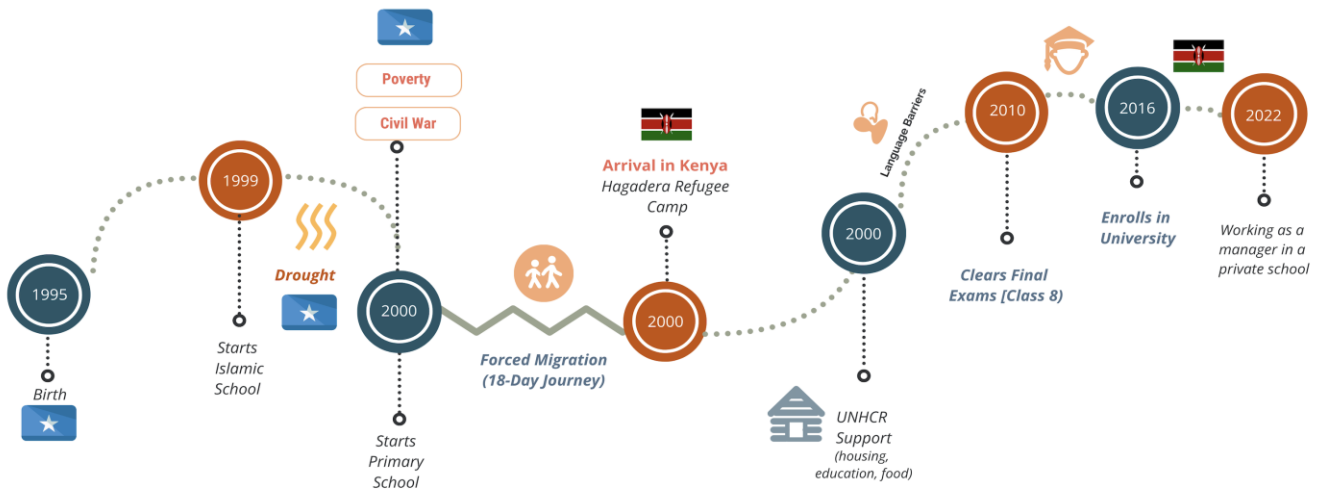 1995
Birth
1999
Starts
Islamic
School
Drought
Poverty
Civil War
2000
Starts
Primary
School
Forced Migration
(18-Day Journey)
Arrival in Kenya
Hagadera Refugee
Camp
2000
2000
UNHCR
Support
(housing,
education, food)
Language Barriers
2010
Clears Final
Exams [Class 8)
2016
Enrolls in
University
2022
Working as a
manager in a
private school